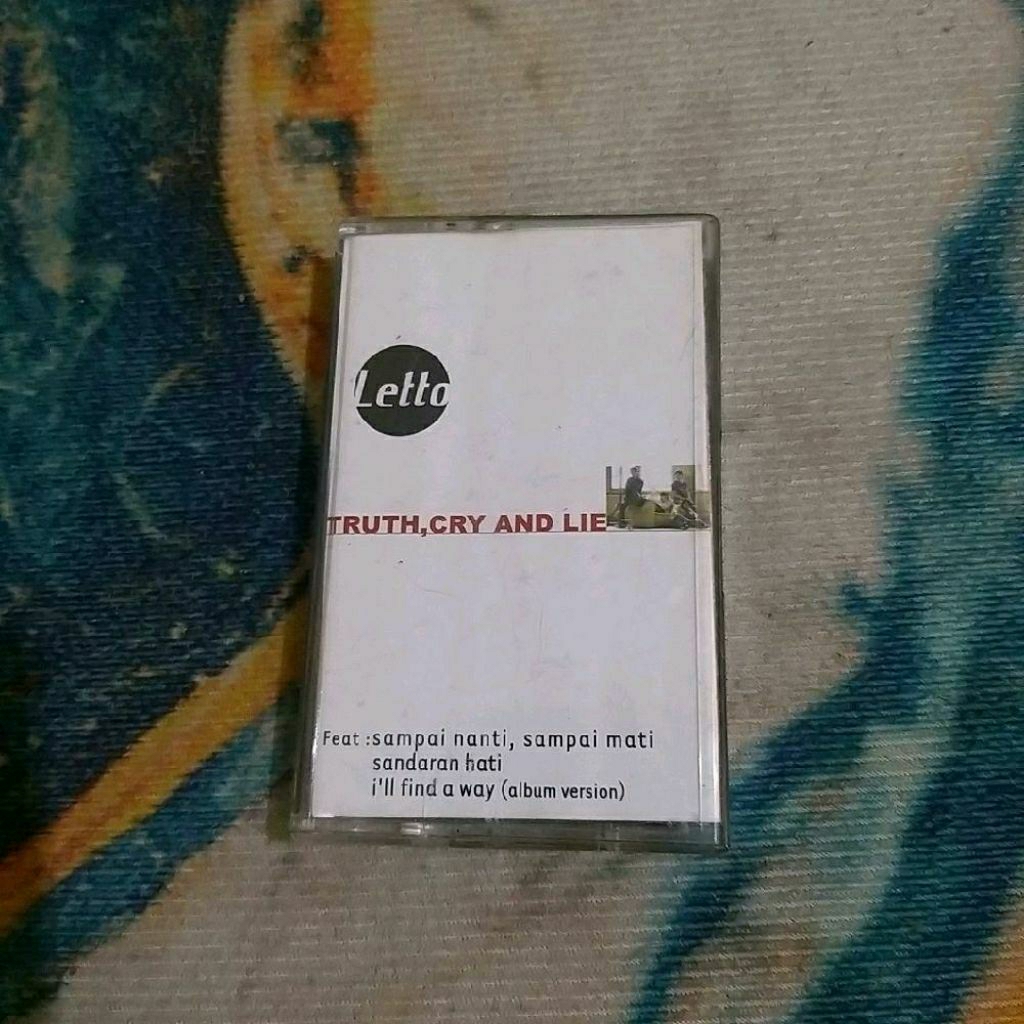 Letto
TRUTH,CRY AND LIE
Feat :sampai nanti, sampai mati
sandaran hati
i'll find a way (album version)